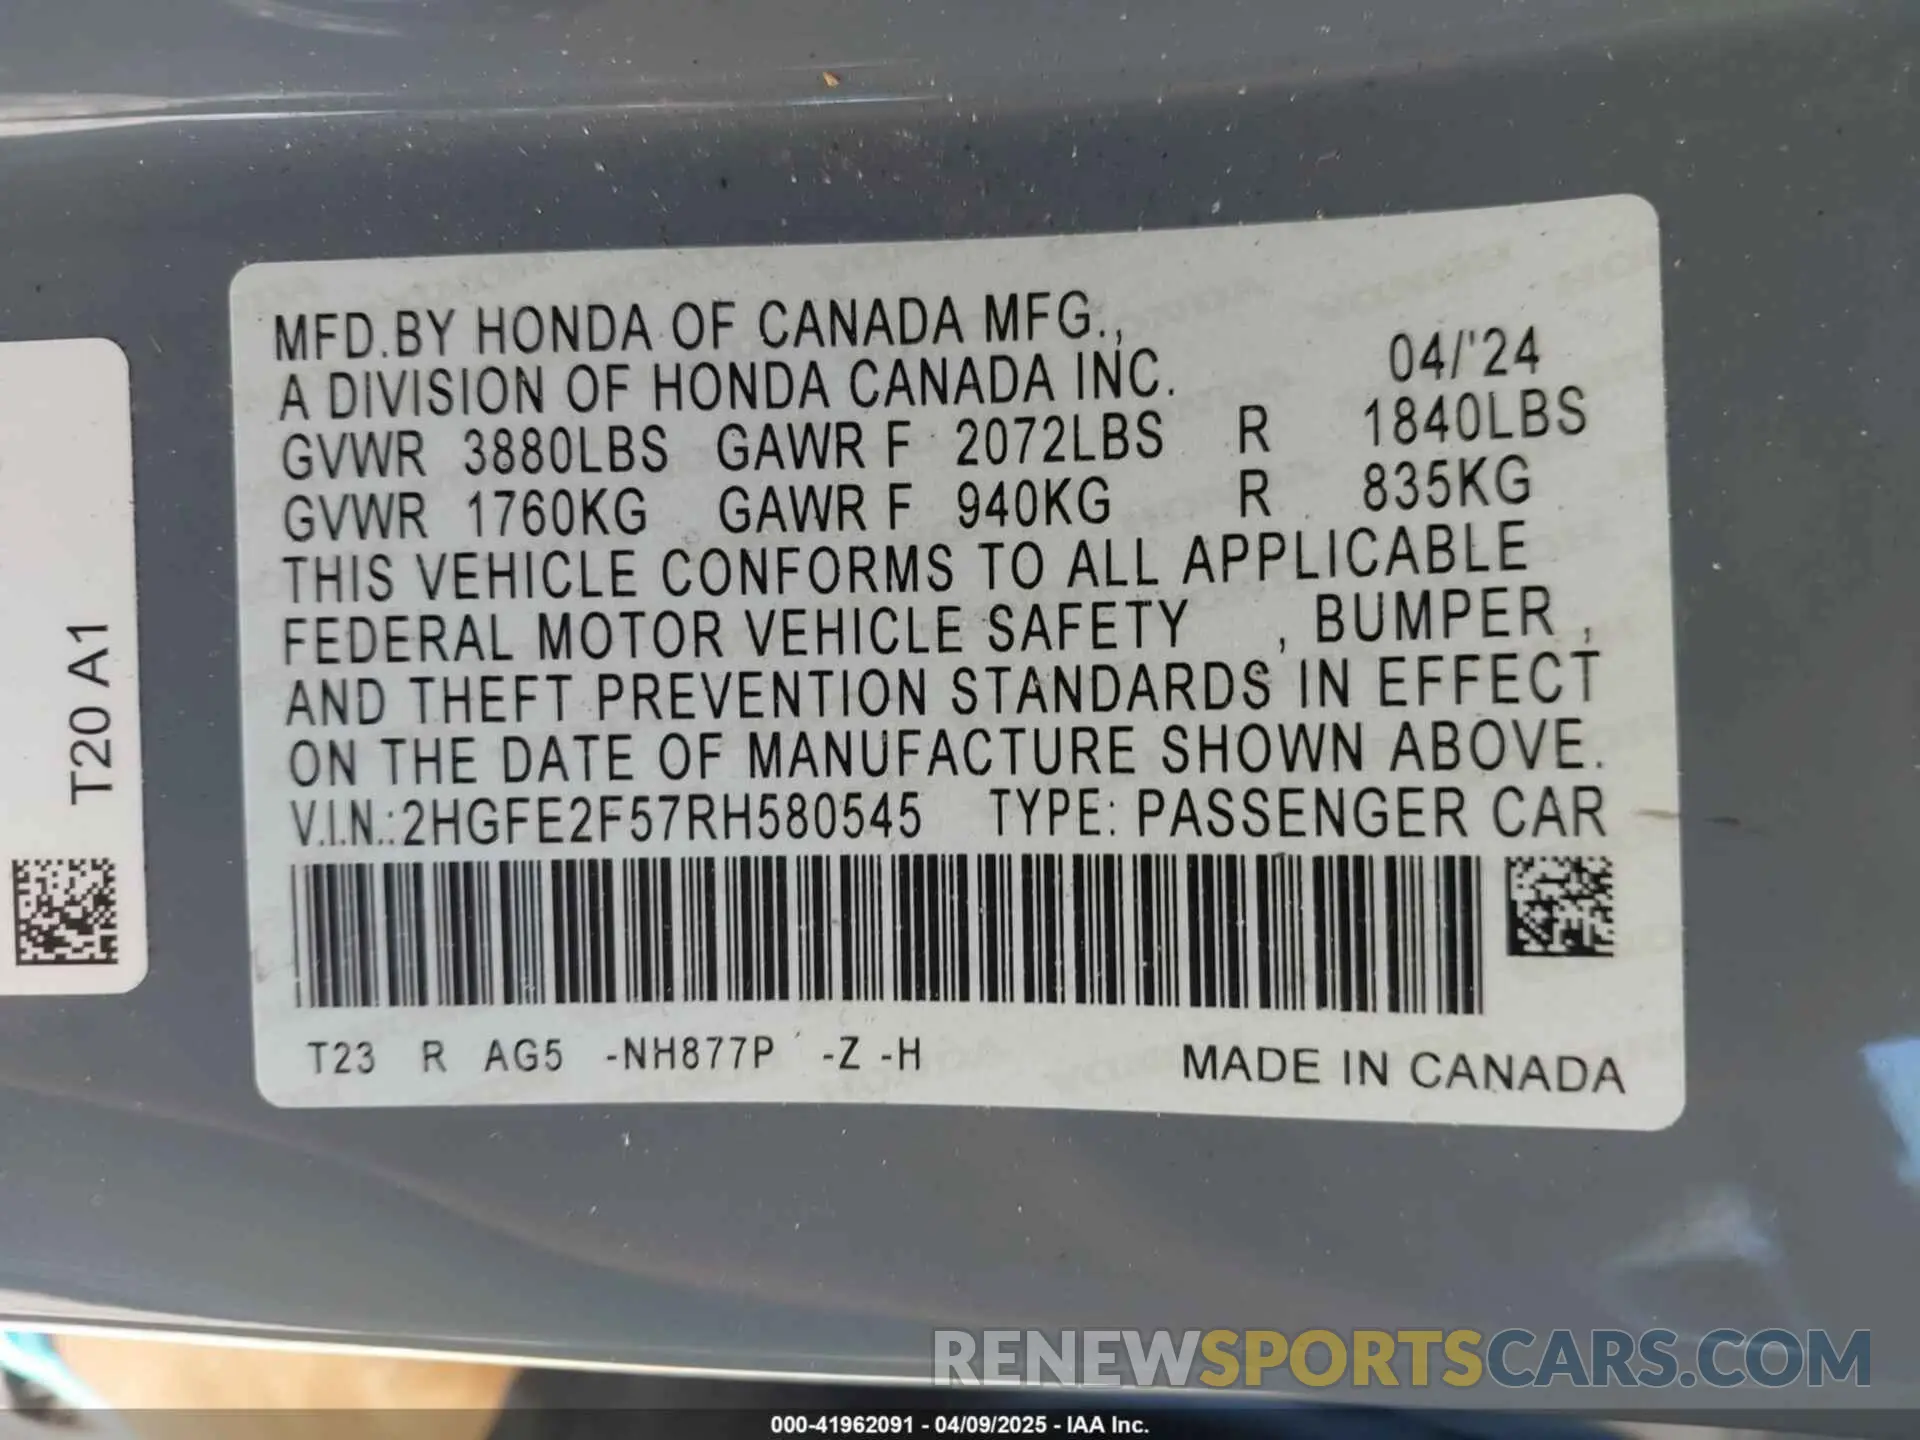 MFD.BY HONDA OF CANADA MFG.,
A DIVISION OF HONDA CANADA INC. 04/'24
GVWR 3880LBS GAWR F 2072LBS R 1840LBS
GVWR 1760KG GAWR F 940KG R 835KG
THIS VEHICLE CONFORMS TO ALL APPLICABLE
FEDERAL MOTOR VEHICLE SAFETY , BUMPER ,
AND THEFT PREVENTION STANDARDS IN EFFECT
ON THE DATE OF MANUFACTURE SHOWN ABOVE.
V.I.N.:2HGFE2F57RH580545 TYPE: PASSENGER CAR
T23 R AG5 -NH877P -Z -H MADE IN CANADA
T20 A1
RENEWSPORTSCARS.COM
000-41962091 - 04/09/2025 - IAA Inc.